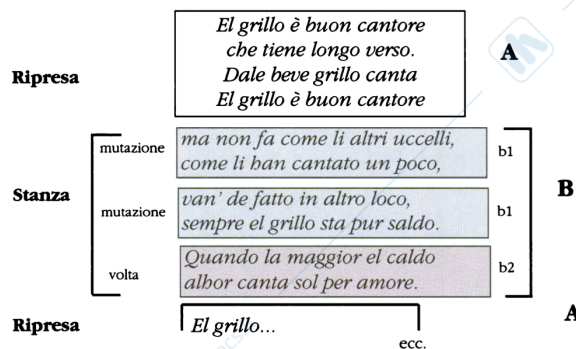 El grillo è buon cantore
che tiene longo verso.
Ripresa Dale beve grillo canta A
El grillo è buon cantore
mutazione ma non fa come li altri uccelli, b1
come li han cantato un poco,
Stanza B
mutazione van' de fatto in altro loco, b1
sempre el grillo sta pur saldo.
volta Quando la maggior el caldo b2
alhor canta sol per amore.
Ripresa El grillo... A
ecc.